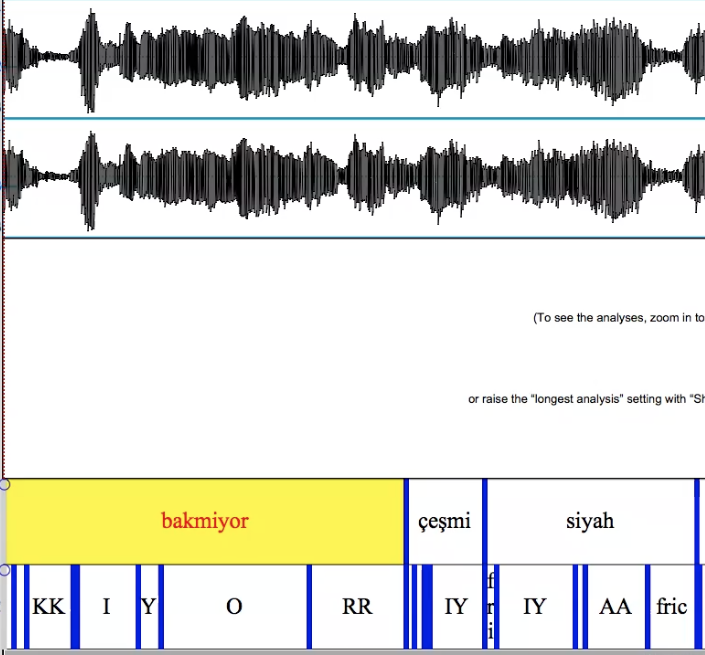 (To see the analyses, zoom in to
or raise the "longest analysis" setting with "Sh
bakmiyor çeşmi siyah
KK I Y O RR IY fri IY AA fric